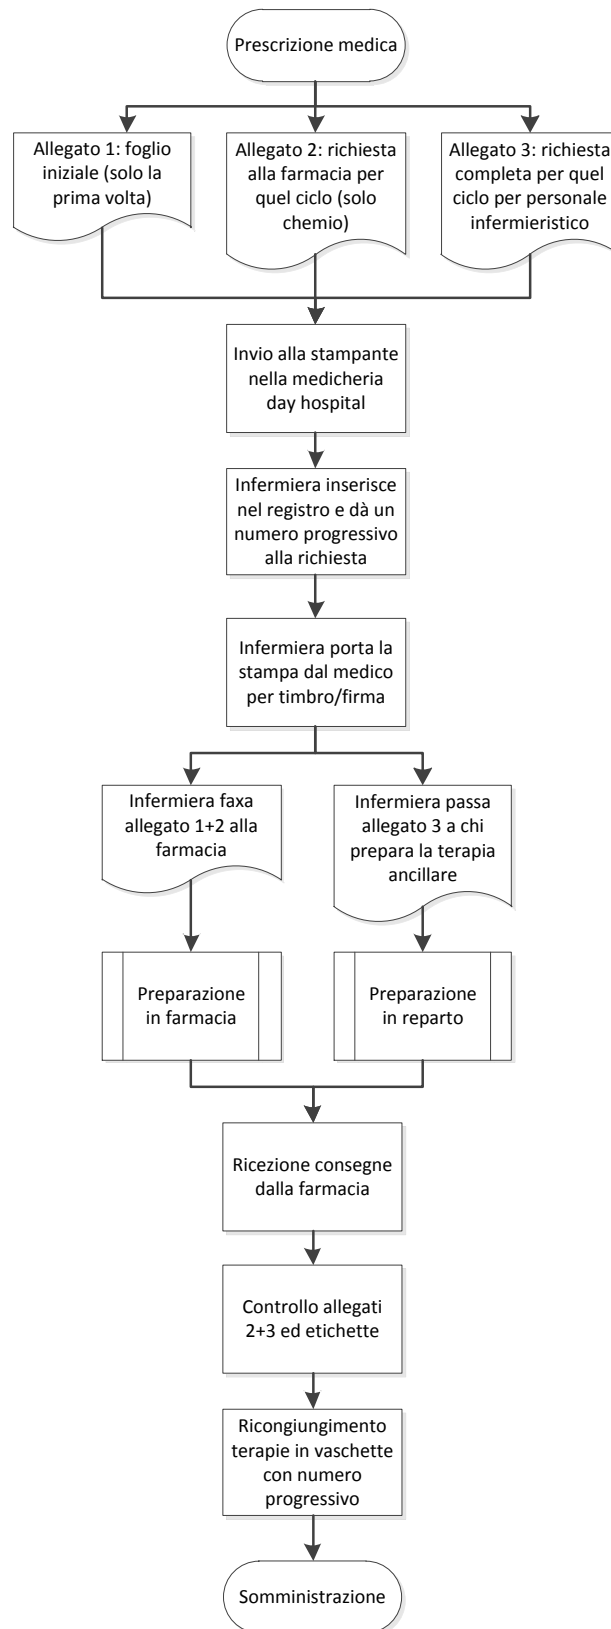 Prescrizione medica
Allegato 1: foglio
iniziale (solo la
prima volta)
Allegato 2: richiesta
alla farmacia per
quel ciclo (solo
chemio)
Allegato 3: richiesta
completa per quel
ciclo per personale
infermieristico
Invio alla stampante
nella medicheria
day hospital
Infermiera inserisce
nel registro e dà un
numero progressivo
alla richiesta
Infermiera porta la
stampa dal medico
per timbro/firma
Infermiera faxa
allegato 1+2 alla
farmacia
Infermiera passa
allegato 3 a chi
prepara la terapia
ancillare
Preparazione
in farmacia
Preparazione
in reparto
Ricezione consegne
dalla farmacia
Controllo allegati
2+3 ed etichette
Ricongiungimento
terapie in vaschette
con numero
progressivo
Somministrazione